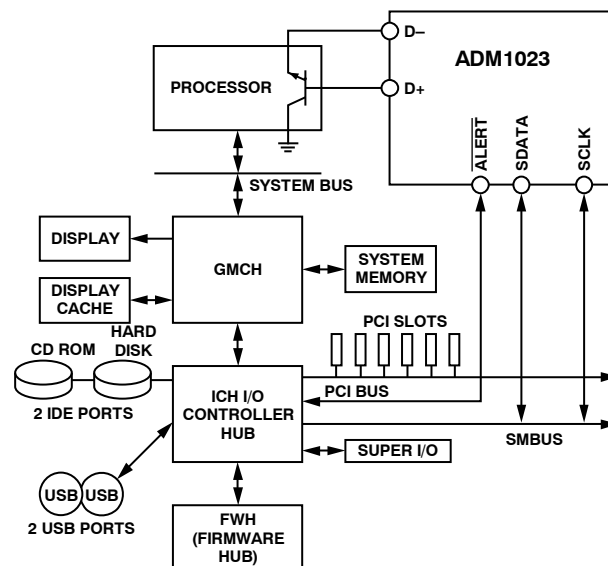 D–
ADM1023
D+
PROCESSOR
ALERT
SDATA
SCLK
SYSTEM BUS
DISPLAY
GMCH
SYSTEM
MEMORY
DISPLAY
CACHE
HARD
DISK
CD ROM
PCI SLOTS
2 IDE PORTS
ICH I/O
CONTROLLER
HUB
PCI BUS
SMBUS
SUPER I/O
USB USB
2 USB PORTS
FWH
(FIRMWARE
HUB)